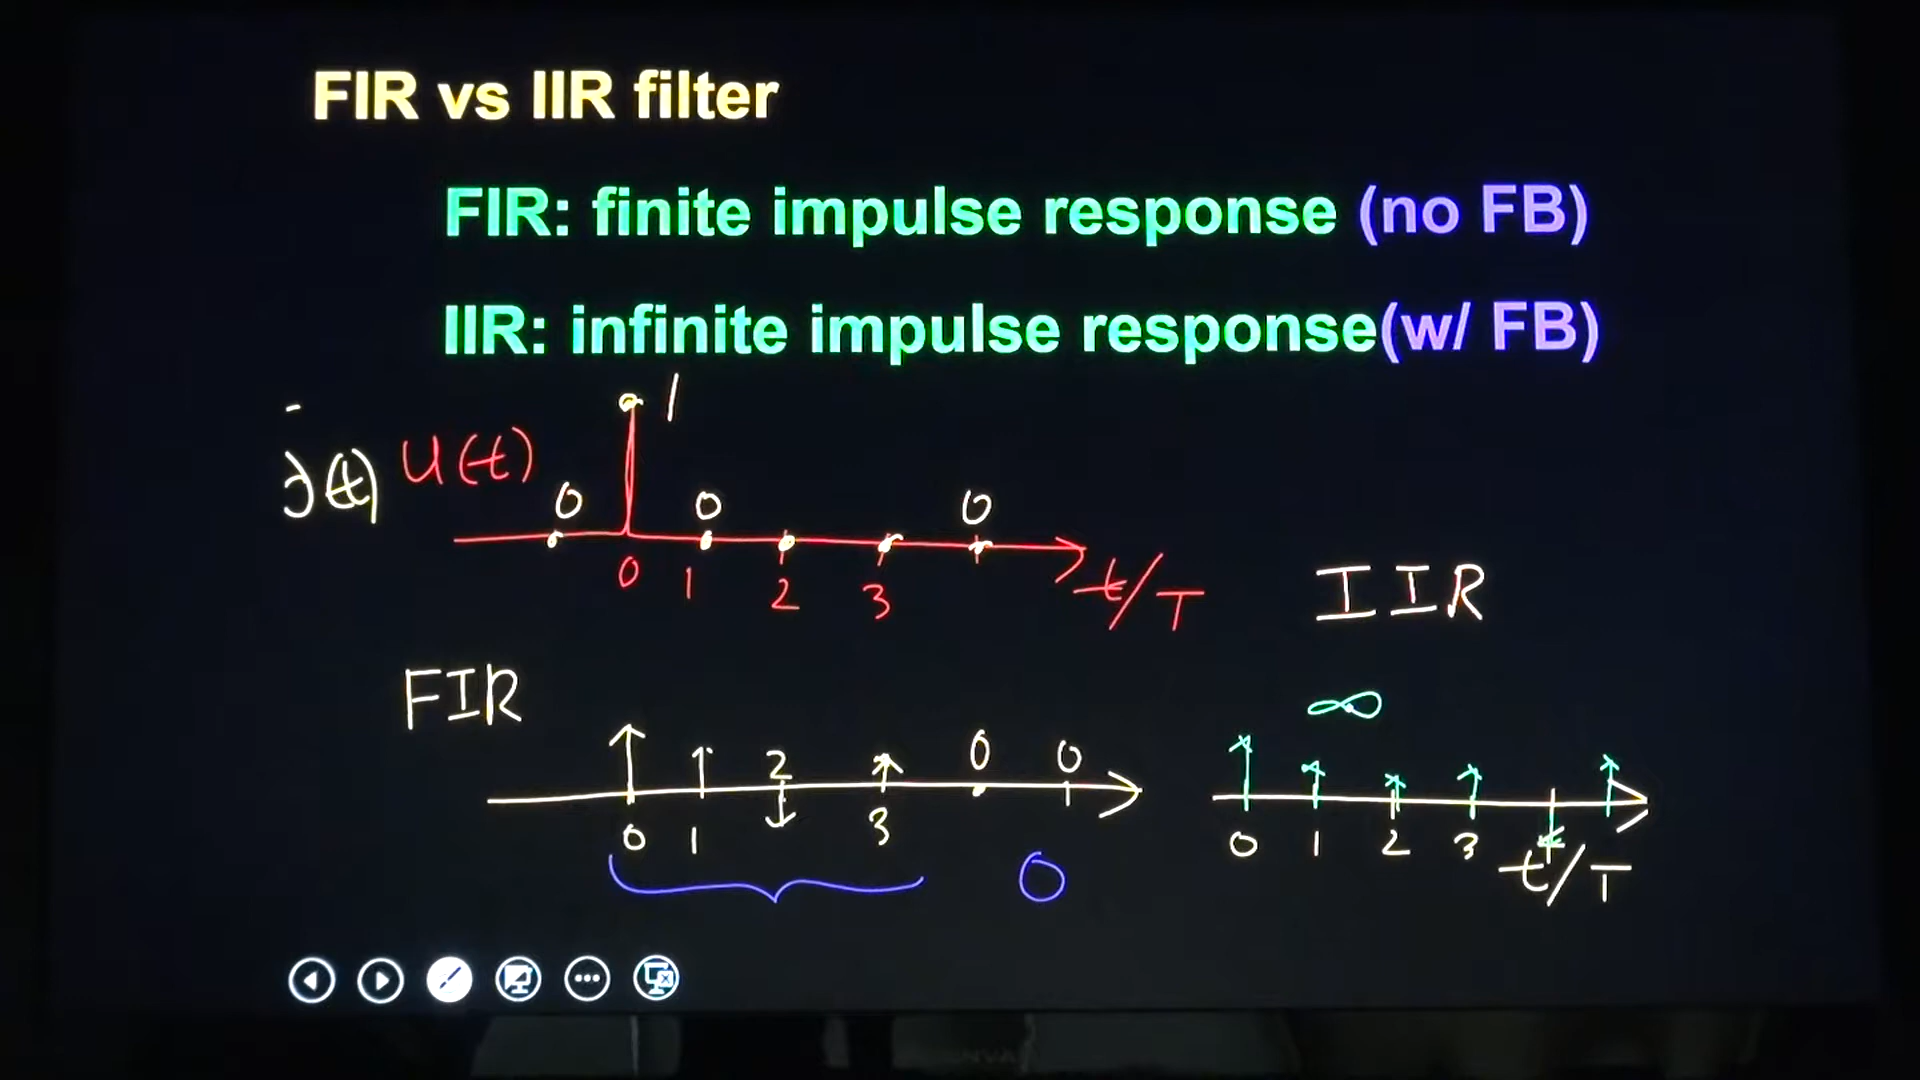 FIR vs IIR filter
FIR: finite impulse response (no FB)
IIR: infinite impulse response(w/ FB)
1
(t) u(t)
0 0 0
0 1 2 3 t/T
IIR
FIR
∞
2 0 0
0 1 3
0 1 2 3 t/T
0